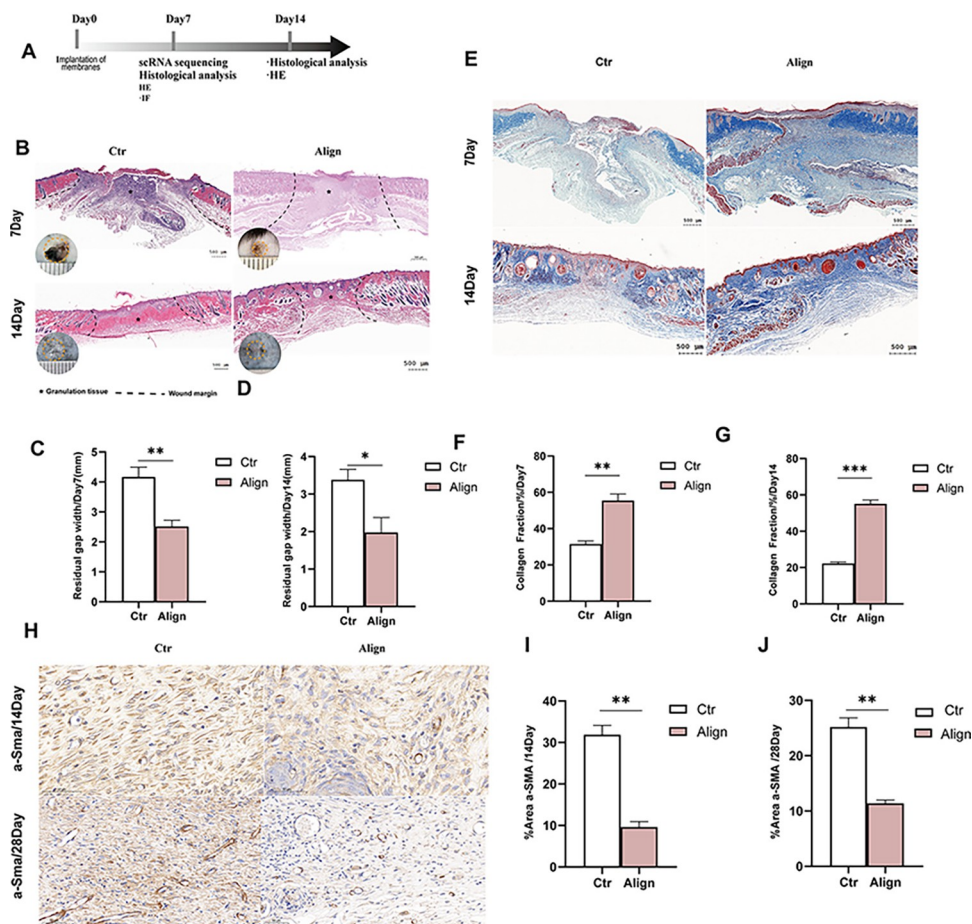 Day0
Day7
Day14
A
Implantation of
membranes
scRNA sequencing
Histological analysis
HE
·IF
·Histological analysis
·HE
B
Ctr
Align
7Day
500 μm
14Day
500 μm
500 μm
• Granulation tissue
Wound margin
D
E
Ctr
Align
7Day
500 μm
500 μm
14Day
500 μm
500 μm
C
Residual gap width/Day7(mm)
5
4
3
2
1
0
**
Ctr
Align
Ctr
Align
Residual gap width/Day14(mm)
4
3
2
1
0
*
Ctr
Align
Ctr
Align
F
Collagen Fraction/%/Day7
80
60
40
20
0
**
Ctr
Align
Ctr
Align
G
Collagen Fraction/%/Day14
80
60
40
20
0
***
Ctr
Align
Ctr
Align
H
Ctr
Align
a-Sma/14Day
a-Sma/28Day
I
%Area a-SMA /14Day
40
30
20
10
0
**
Ctr
Align
Ctr
Align
J
%Area a-SMA /28Day
30
20
10
0
**
Ctr
Align
Ctr
Align